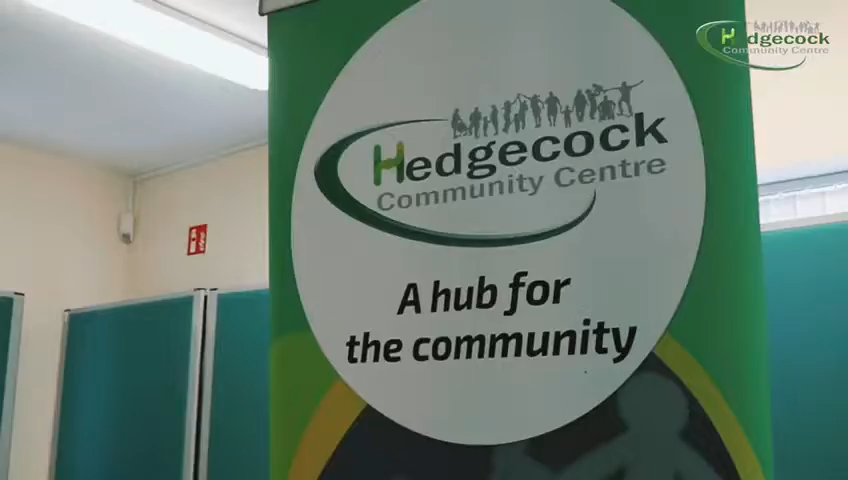 Hedgecock
Community Centre
Hedgecock
Community Centre
A hub for
the community